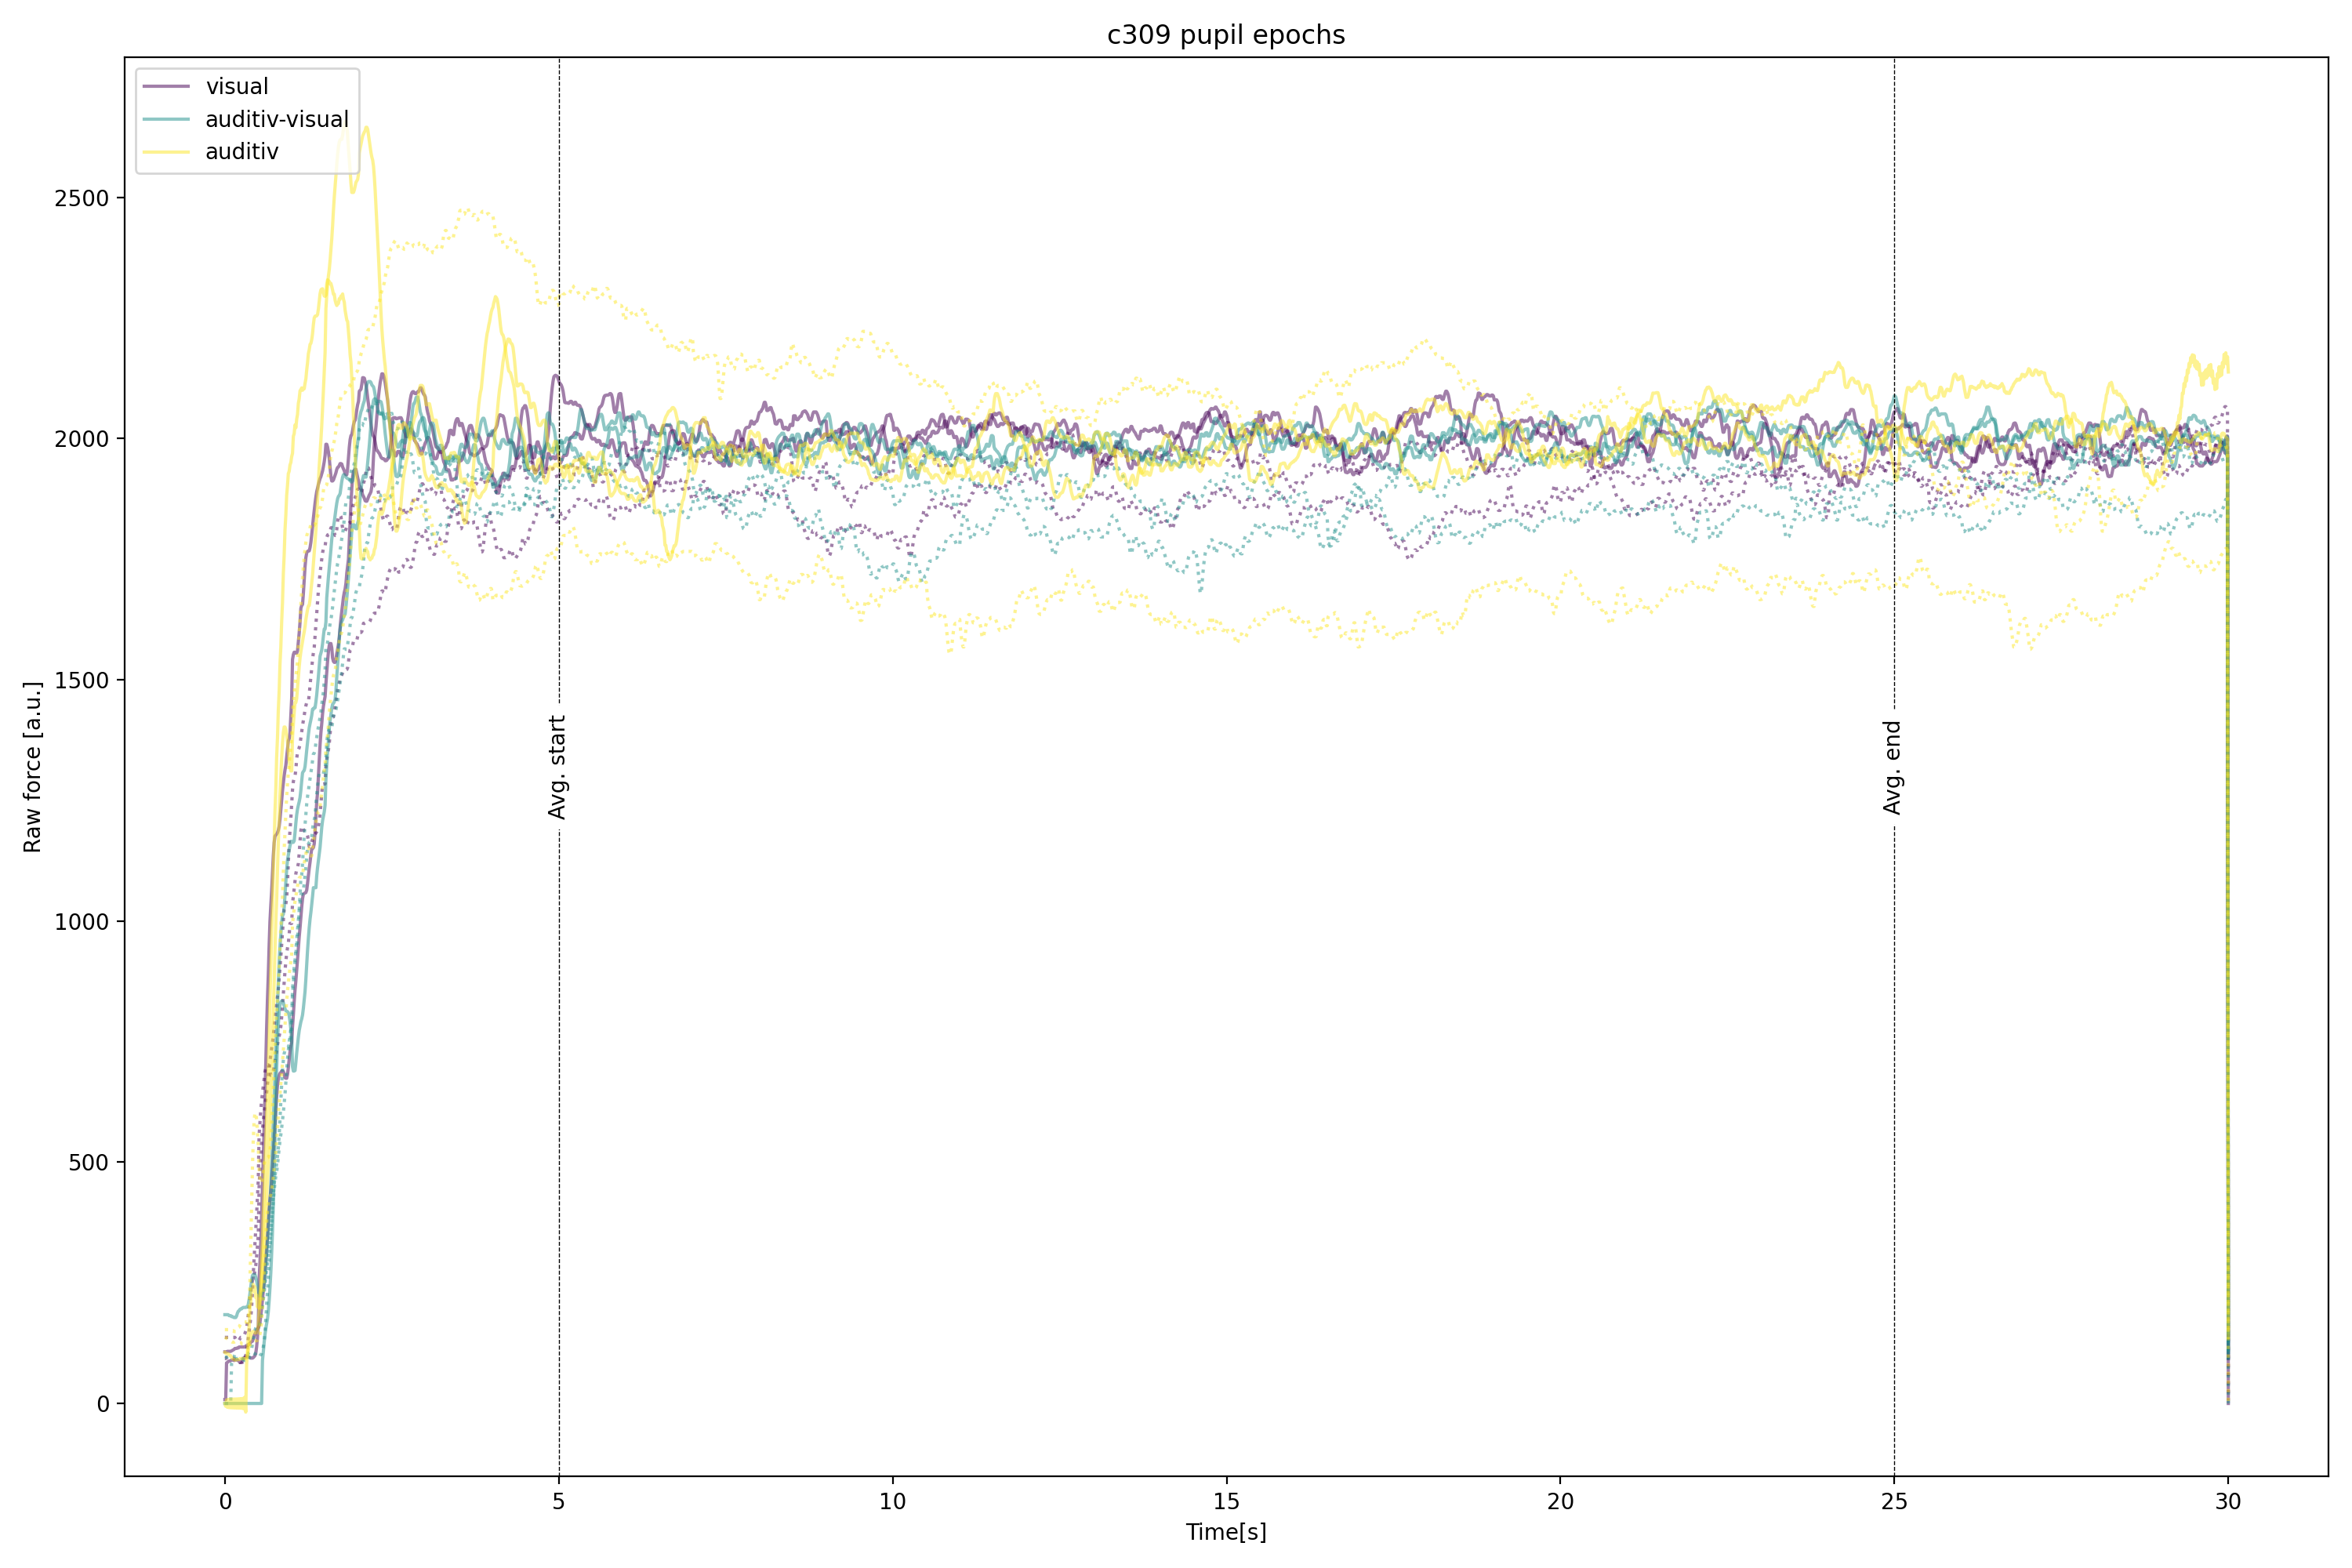 c309 pupil epochs
visual
auditiv-visual
auditiv
2500
2000
1500
1000
500
0
Raw force [a.u.]
Avg. start
Avg. end
0 5 10 15 20 25 30
Time[s]